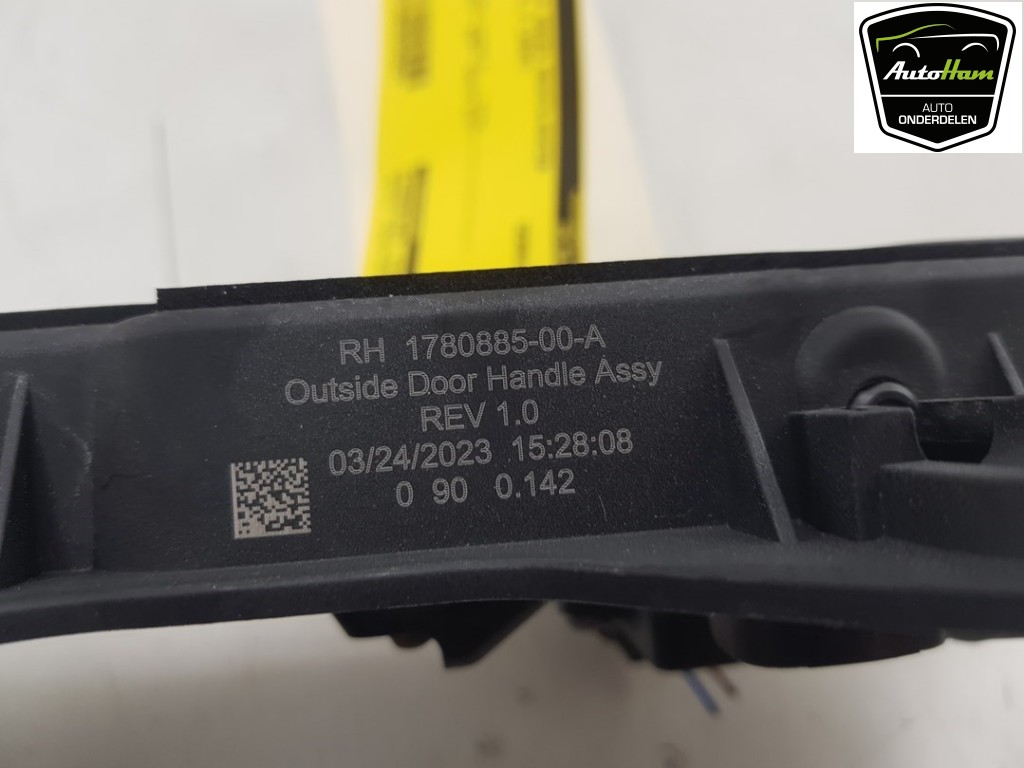 AutoHam
AUTO
ONDERDELEN
RH 1780885-00-A
Outside Door Handle Assy
REV 1.0
03/24/2023 15:28:08
0 90 0.142